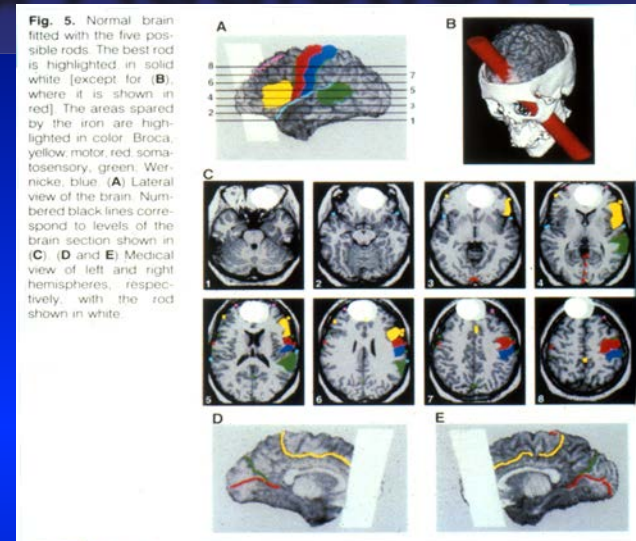 Fig. 5. Normal brain
fitted with the five pos-
sible rods. The best rod
is highlighted in solid
white [except for (B),
where it is shown in
red]. The areas spared
by the iron are high-
lighted in color: Broca,
yellow; motor, red; soma-
tosensory, green; Wer-
nicke, blue. (A) Lateral
view of the brain. Num-
bered black lines corre-
spond to levels of the
brain section shown in
(C). (D and E) Medical
view of left and right
hemispheres, respec-
tively, with the rod
shown in white.
A
8
6
4
2
7
5
3
1
B
C
1
2
3
4
5
6
7
8
D
E